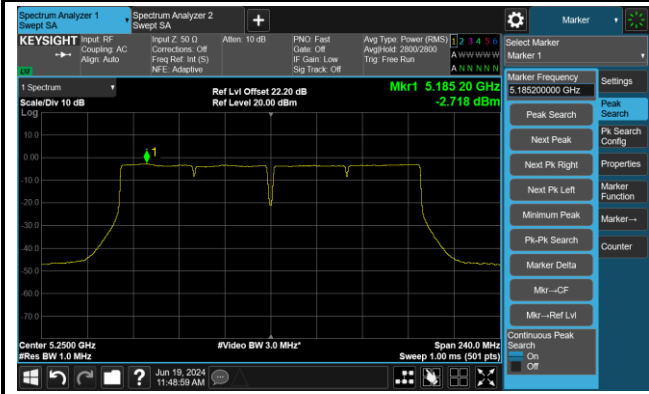 Spectrum Analyzer 1
Swept SA
Spectrum Analyzer 2
Swept SA
+
Marker
KEYSIGHT
Input: RF
Coupling: AC
Align: Auto
Input Z: 50 Ω
Corrections: Off
Freq Ref: Int (S)
NFE: Adaptive
Atten: 10 dB
PNO: Fast
Gate: Off
IF Gain: Low
Sig Track: Off
Avg Type: Power (RMS)
Avg|Hold: 2800/2800
Trig: Free Run
1 2 3 4 5 6
A W W W W W
A N N N N N
LXI
Select Marker
Marker 1
1 Spectrum
Scale/Div 10 dB
Ref Lvl Offset 22.20 dB
Ref Level 20.00 dBm
Mkr1 5.185 20 GHz
-2.718 dBm
Log
10.0
0.00
-10.0
-20.0
-30.0
-40.0
-50.0
-60.0
-70.0
1
Center 5.2500 GHz
#Res BW 1.0 MHz
#Video BW 3.0 MHz*
Span 240.0 MHz
Sweep 1.00 ms (501 pts)
Marker Frequency
5.185200000 GHz
Peak Search
Next Peak
Next Pk Right
Next Pk Left
Minimum Peak
Pk-Pk Search
Marker Delta
Mkr→CF
Mkr→Ref Lvl
Continuous Peak
Search
On
Off
Settings
Peak
Search
Pk Search
Config
Properties
Marker
Function
Marker→
Counter
?
Jun 19, 2024
11:48:59 AM